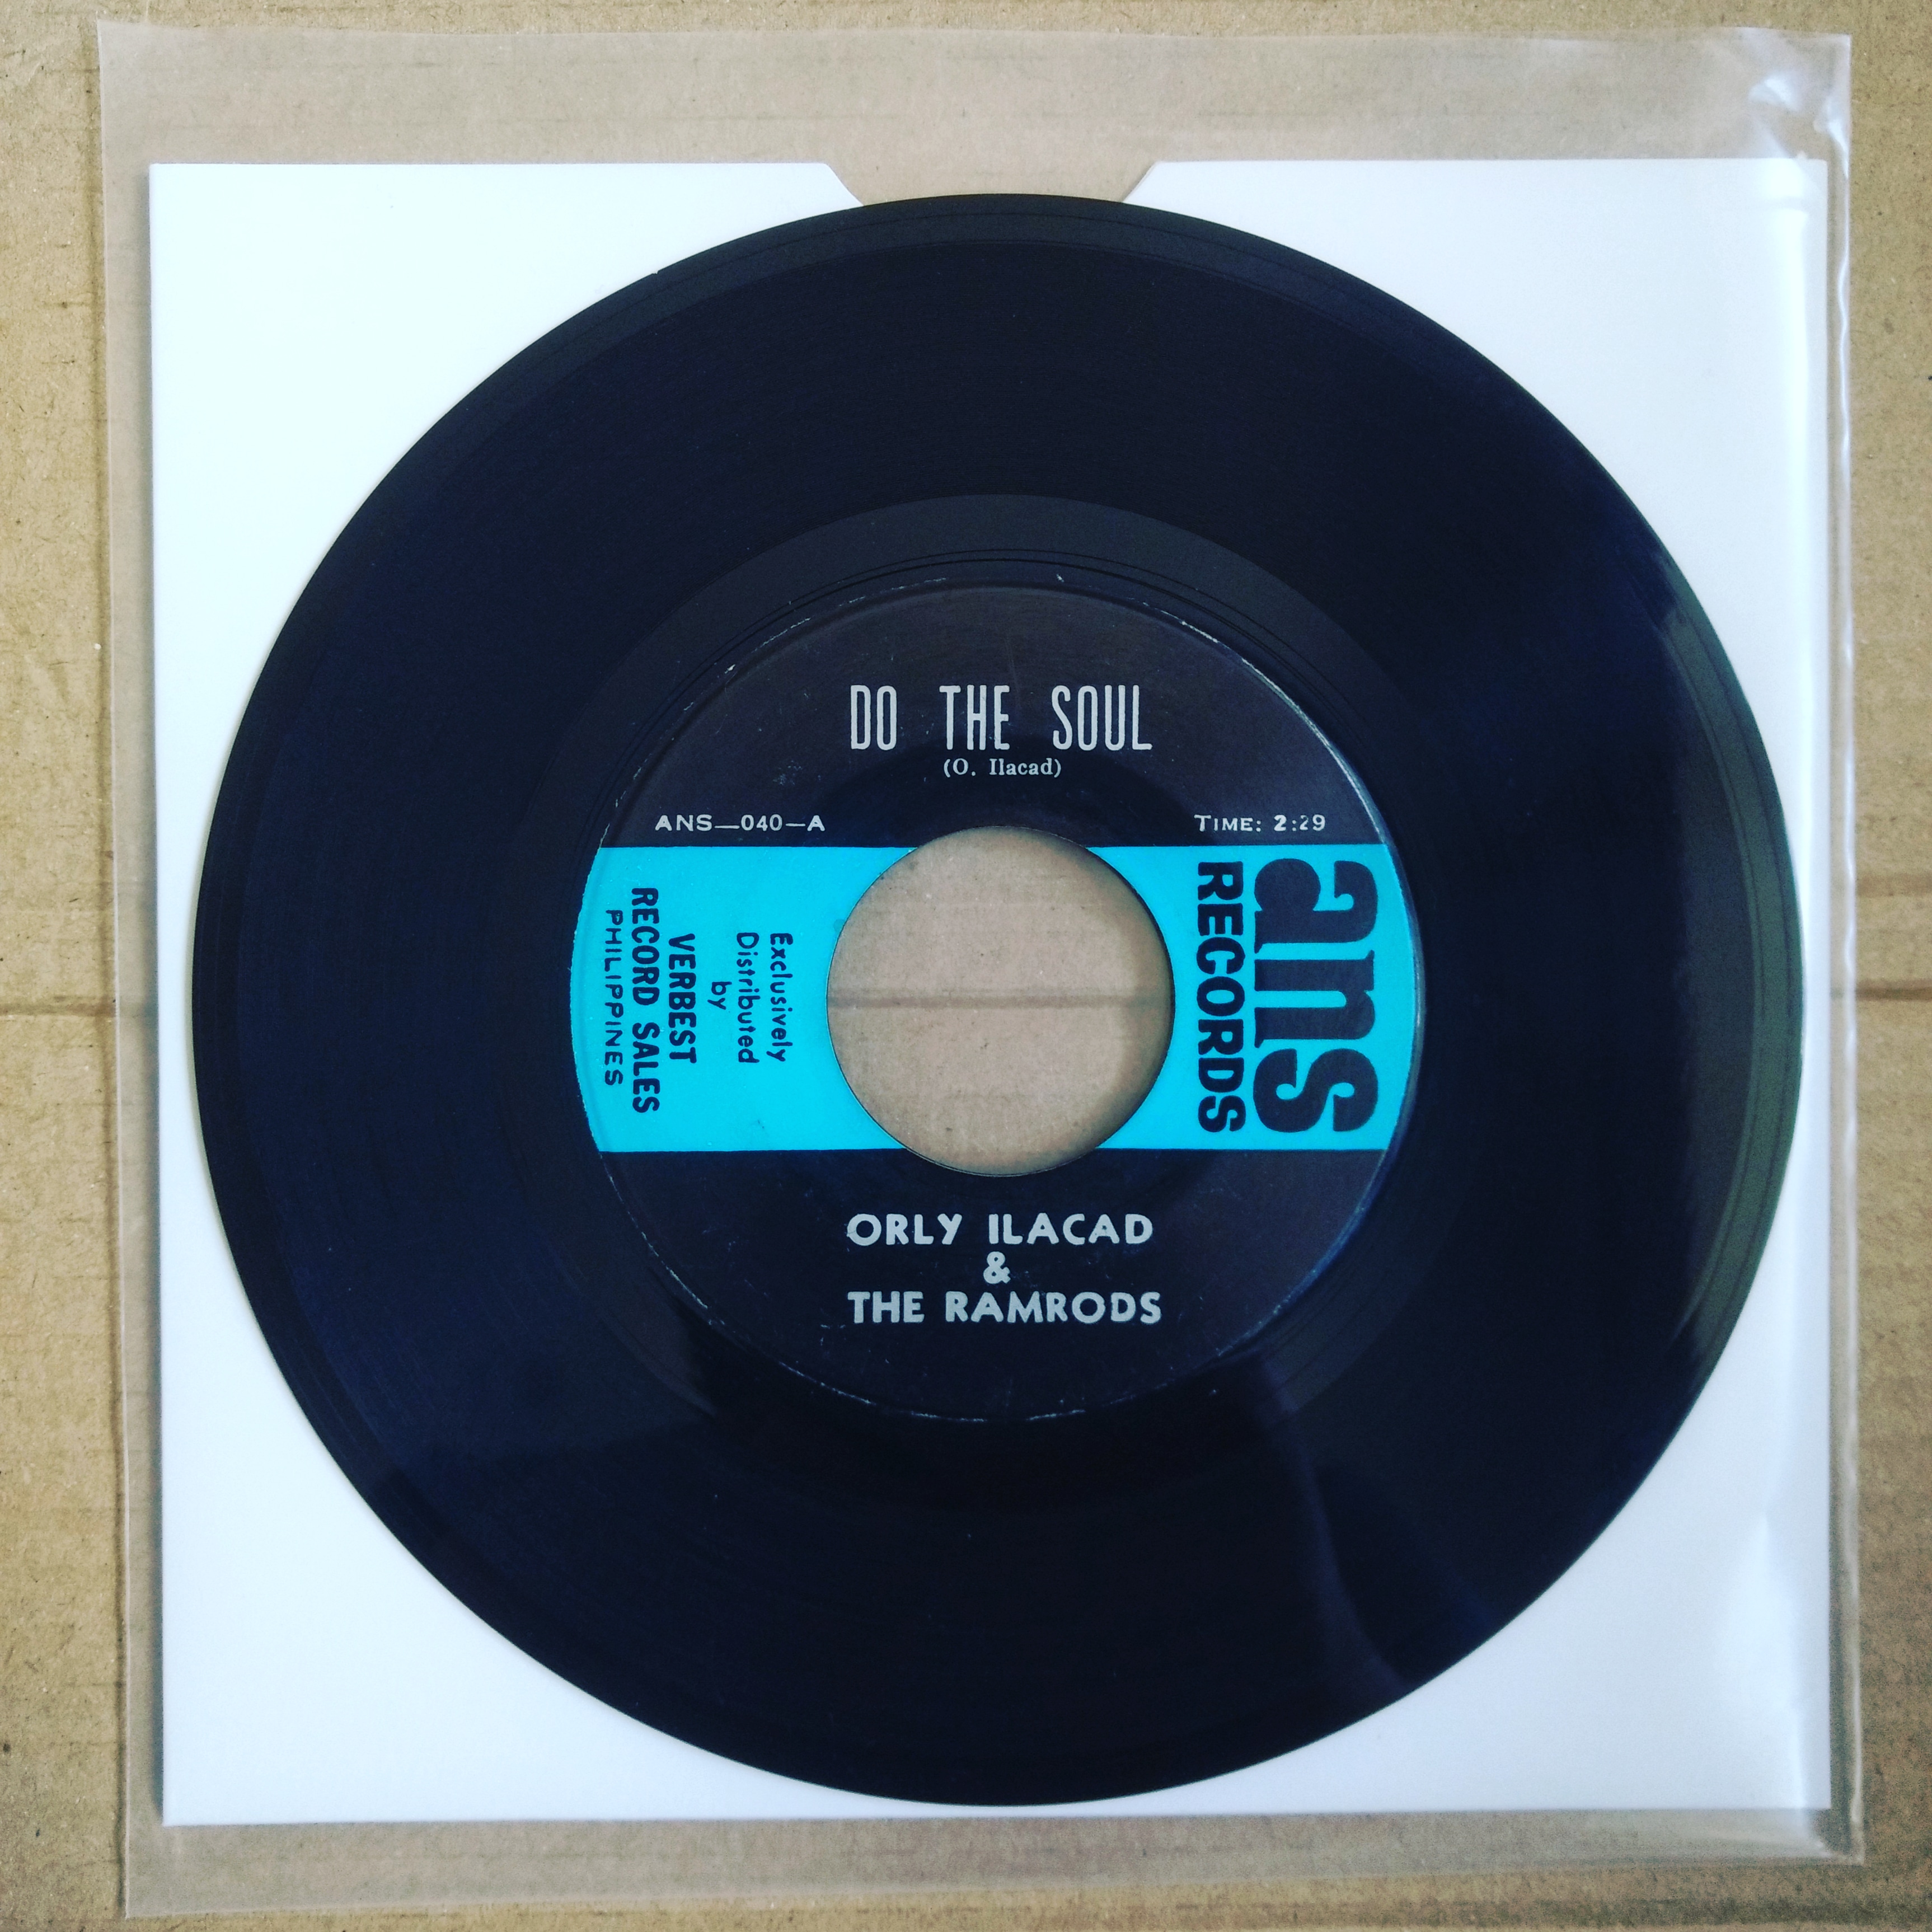 DO THE SOUL
(O. Ilacad)
ANS—040—A
TIME: 2:29
Exclusively
Distributed
by
VERBEST
RECORD SALES
PHILIPPINES
ans
RECORDS
ORLY ILACAD
&
THE RAMRODS